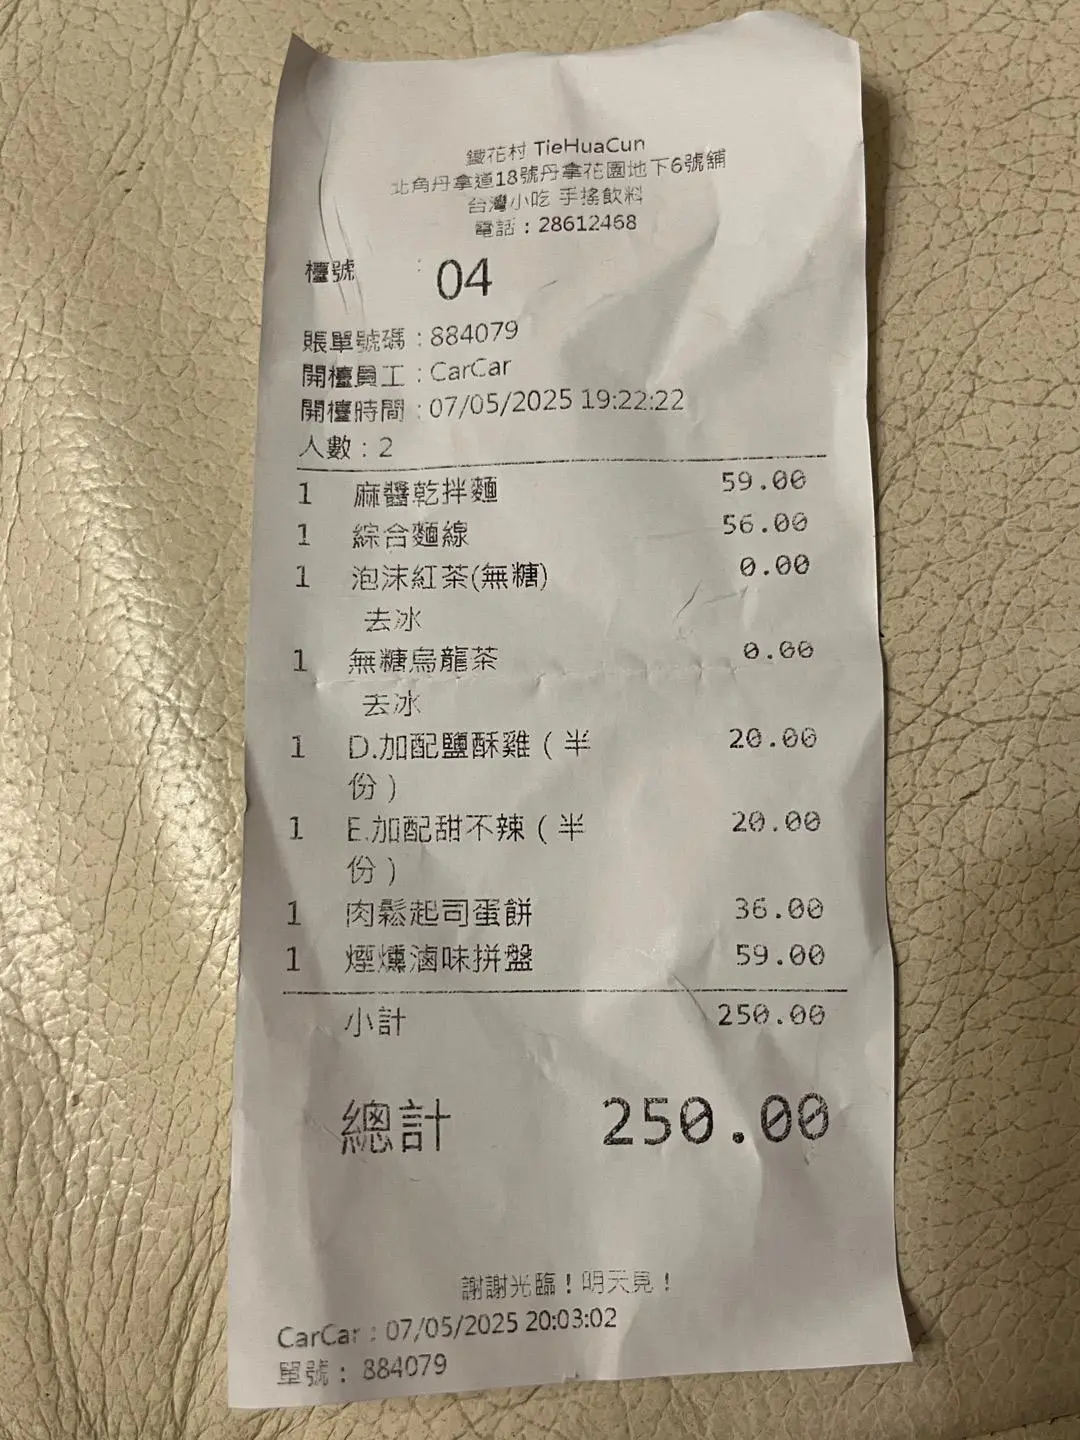 鐵花村 TieHuaCun
北角丹拿道18號丹拿花園地下6號舖
台灣小吃 手搖飲料
電話：28612468
檯號 : 04
賬單號碼：884079
開檯員工：CarCar
開檯時間：07/05/2025 19:22:22
人數：2
1 麻醬乾拌麵 59.00
1 綜合麵線 56.00
1 泡沫紅茶(無糖) 0.00
去冰
1 無糖烏龍茶 0.00
去冰
1 D.加配鹽酥雞（半 20.00
份）
1 E.加配甜不辣（半 20.00
份）
1 肉鬆起司蛋餅 36.00
1 煙燻滷味拼盤 59.00
小計 250.00
總計 250.00
謝謝光臨！明天見！
CarCar：07/05/2025 20:03:02
單號：884079